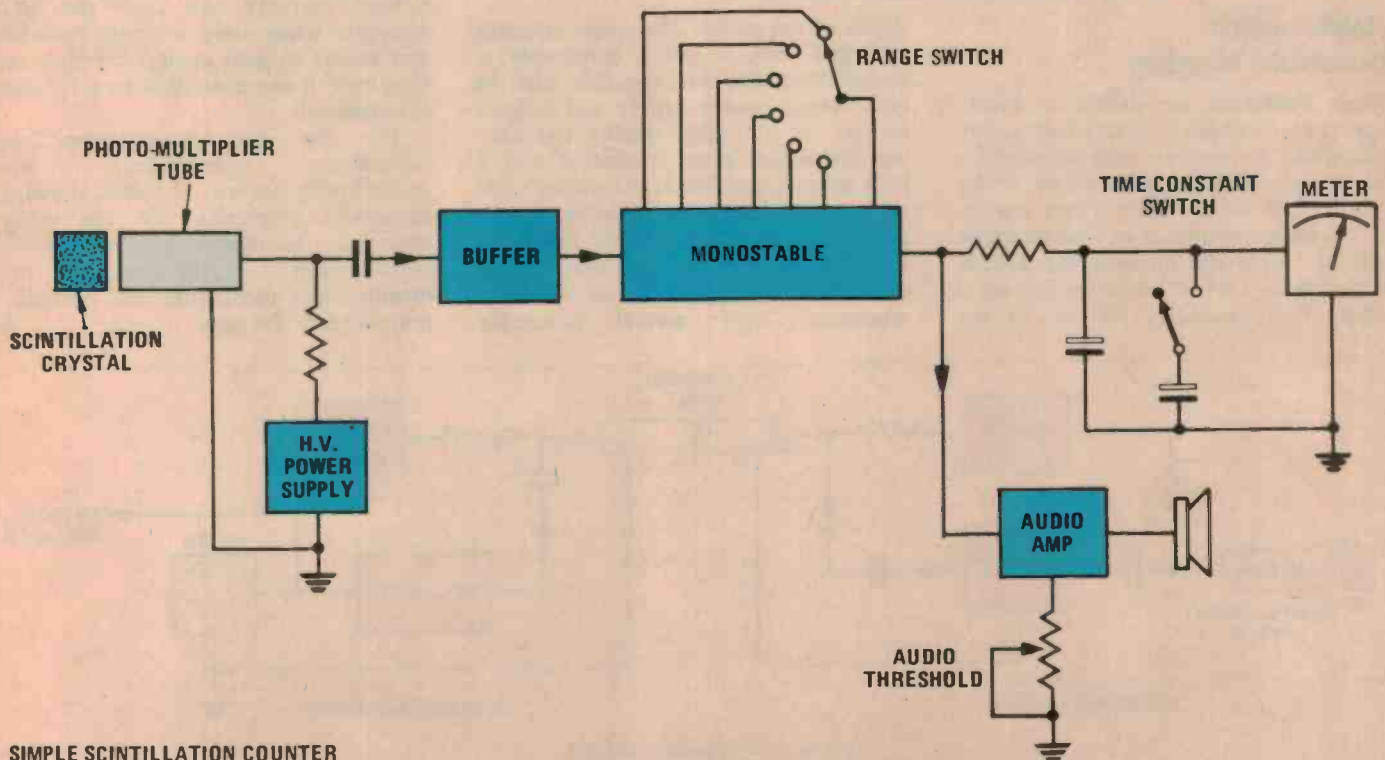 RANGE SWITCH
PHOTO-MULTIPLIER
TUBE
TIME CONSTANT
SWITCH
METER
BUFFER
MONOSTABLE
SCINTILLATION
CRYSTAL
H.V.
POWER
SUPPLY
AUDIO
AMP
AUDIO
THRESHOLD
SIMPLE SCINTILLATION COUNTER